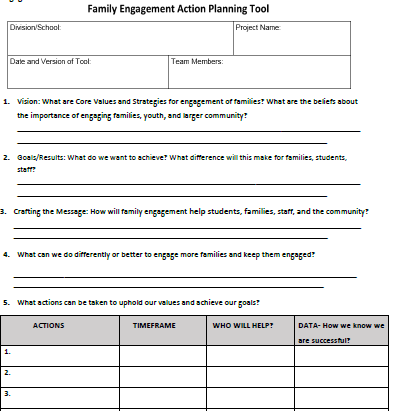 Family Engagement Action Planning Tool
Division/School:
Project Name:
Date and Version of Tool:
Team Members:
1. Vision: What are Core Values and Strategies for engagement of families? What are the beliefs about
the importance of engaging families, youth, and larger community?
2. Goals/Results: What do we want to achieve? What difference will this make for families, students,
staff?
3. Crafting the Message: How will family engagement help students, families, staff, and the community?
4. What can we do differently or better to engage more families and keep them engaged?
5. What actions can be taken to uphold our values and achieve our goals?
ACTIONS
TIMEFRAME
WHO WILL HELP?
DATA- How we know we
are successful?
1.
2.
3.